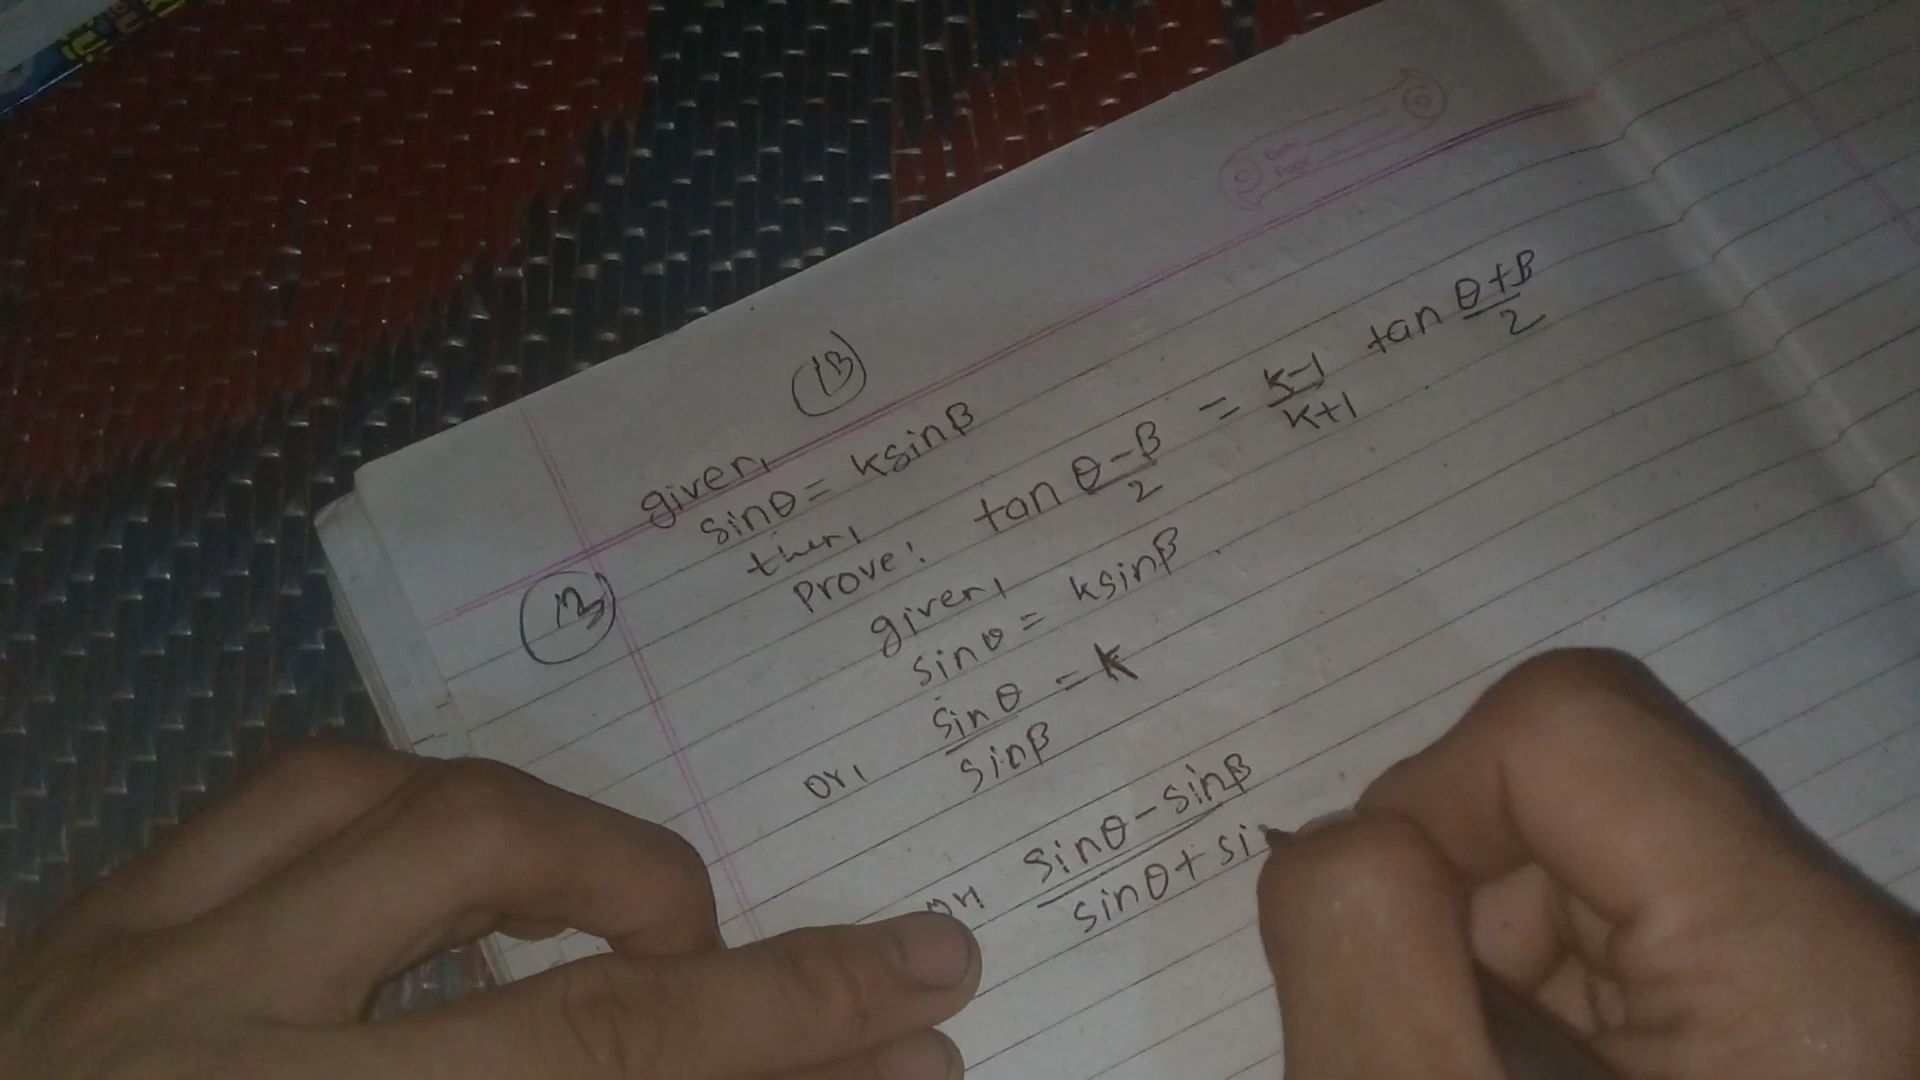 (13)
given,
sinθ = ksinβ
then,
(13)
Prove: tan θ-β/2 = k-1/k+1 tan θ+β/2
given,
sinθ = ksinβ
or, sinθ/sinβ = k
or, sinθ-sinβ/sinθ+si